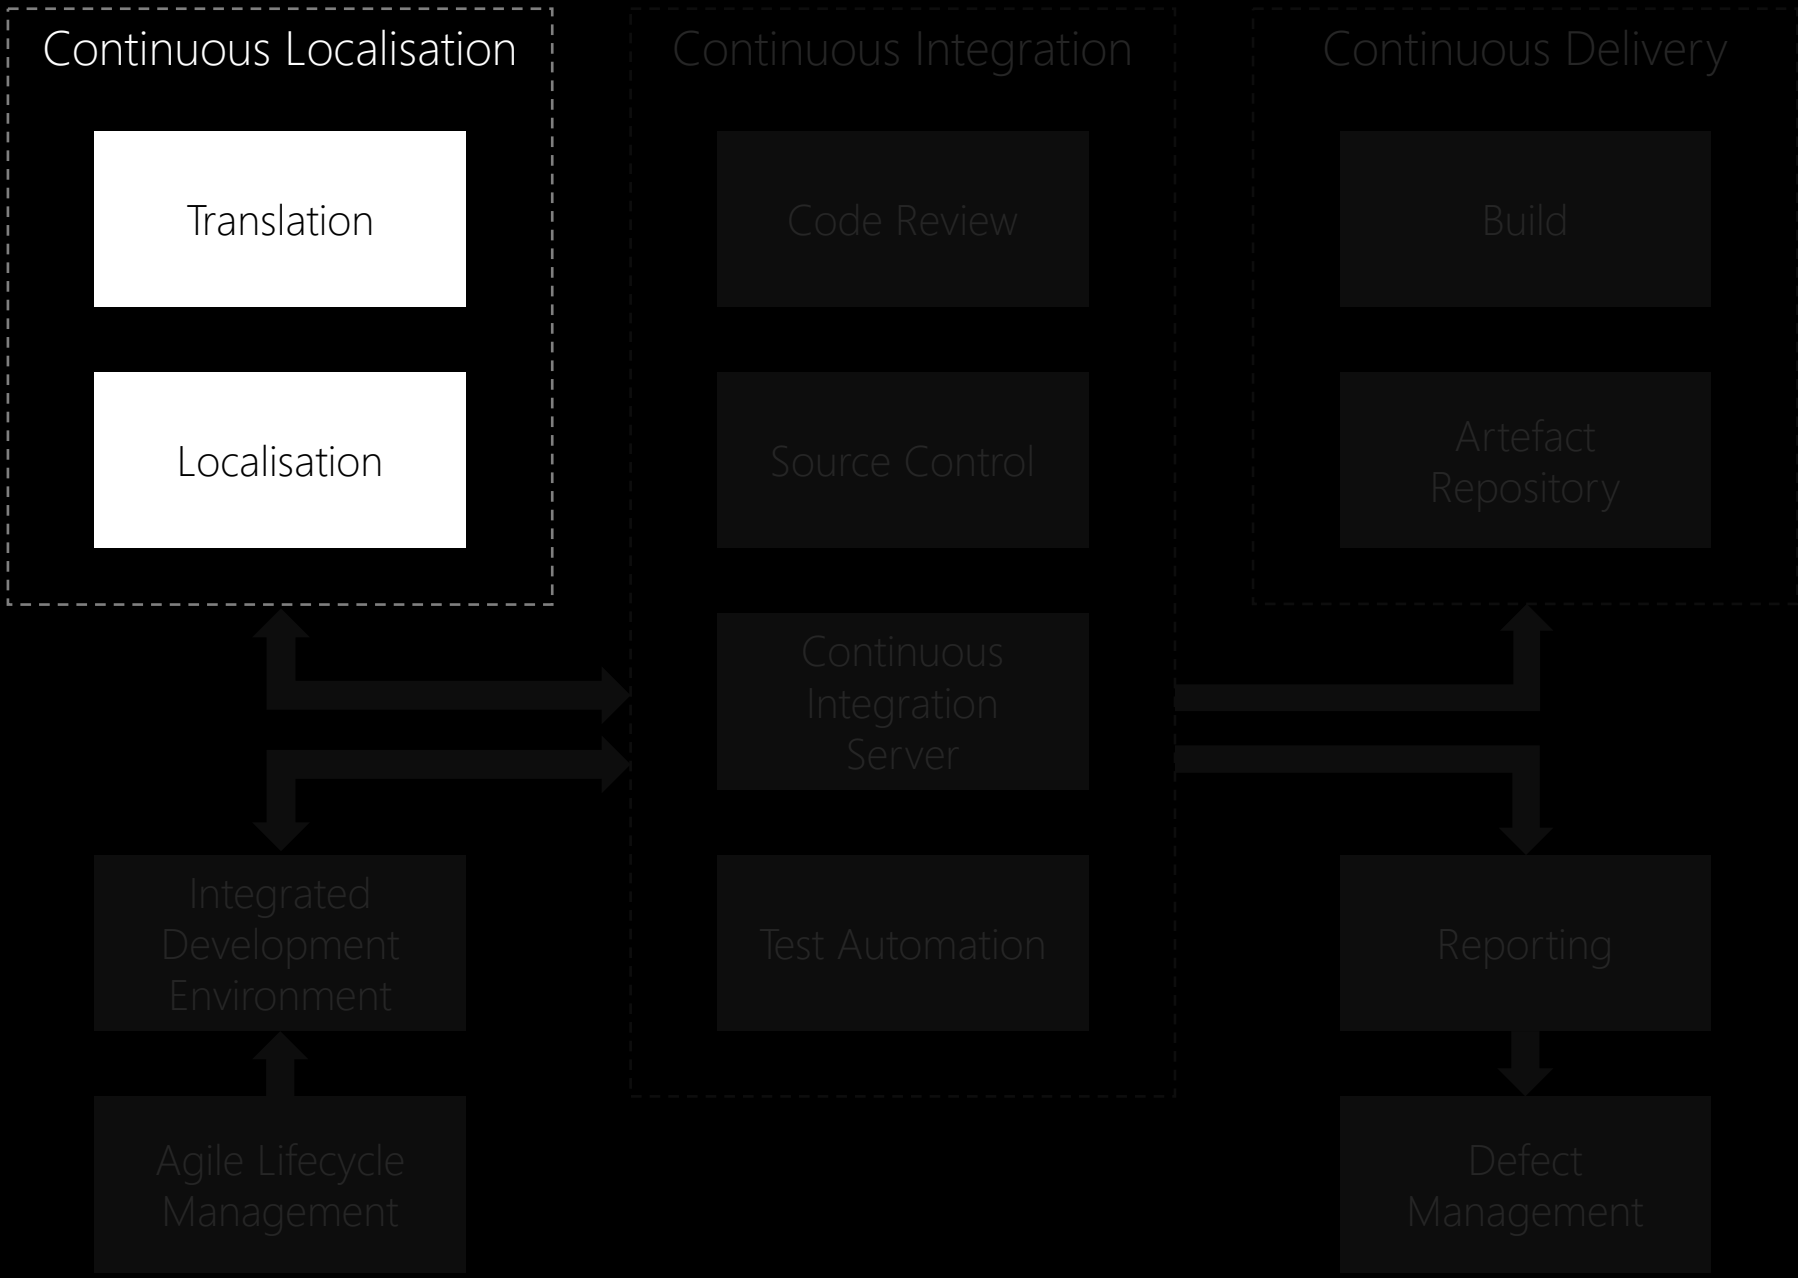 Continuous Localisation
Translation
Localisation
Continuous Integration
Code Review
Source Control
Continuous
Integration
Server
Test Automation
Continuous Delivery
Build
Artefact
Repository
Integrated
Development
Environment
Agile Lifecycle
Management
Reporting
Defect
Management